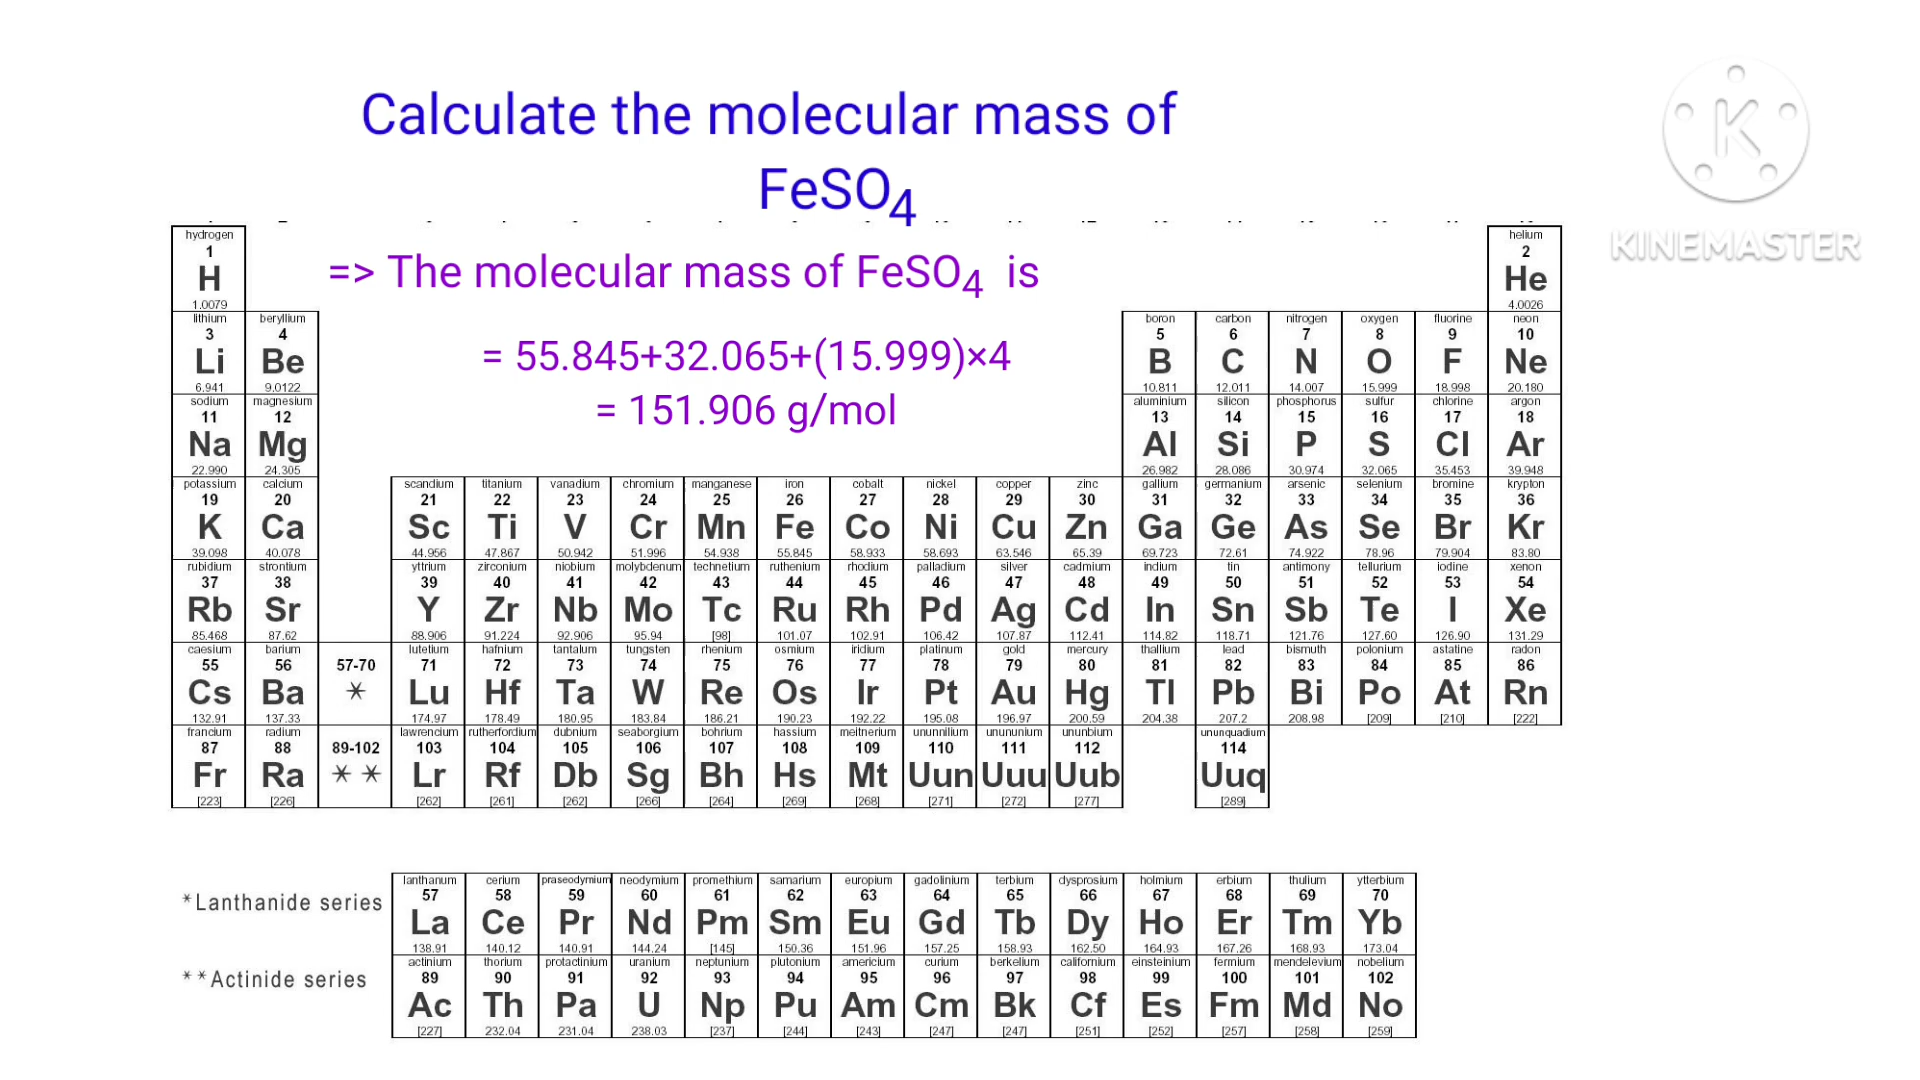 Calculate the molecular mass of
FeSO4
KINEMASTER
=> The molecular mass of FeSO4 is
= 55.845+32.065+(15.999)×4
= 151.906 g/mol
hydrogen helium
1 2
H He
1.0079 4.0026
lithium beryllium boron carbon nitrogen oxygen fluorine neon
3 4 5 6 7 8 9 10
Li Be B C N O F Ne
6.941 9.0122 10.811 12.011 14.007 15.999 18.998 20.180
sodium magnesium aluminium silicon phosphorus sulfur chlorine argon
11 12 13 14 15 16 17 18
Na Mg Al Si P S Cl Ar
22.990 24.305 26.982 28.086 30.974 32.065 35.453 39.948
potassium calcium scandium titanium vanadium chromium manganese iron cobalt nickel copper zinc gallium germanium arsenic selenium bromine krypton
19 20 21 22 23 24 25 26 27 28 29 30 31 32 33 34 35 36
K Ca Sc Ti V Cr Mn Fe Co Ni Cu Zn Ga Ge As Se Br Kr
39.098 40.078 44.956 47.867 50.942 51.996 54.938 55.845 58.933 58.693 63.546 65.39 69.723 72.61 74.922 78.96 79.904 83.80
rubidium strontium yttrium zirconium niobium molybdenum technetium ruthenium rhodium palladium silver cadmium indium tin antimony tellurium iodine xenon
37 38 39 40 41 42 43 44 45 46 47 48 49 50 51 52 53 54
Rb Sr Y Zr Nb Mo Tc Ru Rh Pd Ag Cd In Sn Sb Te I Xe
85.468 87.62 88.906 91.224 92.906 95.94 [98] 101.07 102.91 106.42 107.87 112.41 114.82 118.71 121.76 127.60 126.90 131.29
caesium barium lutetium hafnium tantalum tungsten rhenium osmium iridium platinum gold mercury thallium lead bismuth polonium astatine radon
55 56 57-70 71 72 73 74 75 76 77 78 79 80 81 82 83 84 85 86
Cs Ba * Lu Hf Ta W Re Os Ir Pt Au Hg Tl Pb Bi Po At Rn
132.91 137.33 174.97 178.49 180.95 183.84 186.21 190.23 192.22 195.08 196.97 200.59 204.38 207.2 208.98 [209] [210] [222]
francium radium lawrencium rutherfordium dubnium seaborgium bohrium hassium meitnerium ununnilium unununium ununbium ununquadium
87 88 89-102 103 104 105 106 107 108 109 110 111 112 114
Fr Ra * * Lr Rf Db Sg Bh Hs Mt Uun Uuu Uub Uuq
[223] [226] [262] [261] [262] [266] [264] [269] [268] [271] [272] [277] [289]
*Lanthanide series
lanthanum cerium praseodymium neodymium promethium samarium europium gadolinium terbium dysprosium holmium erbium thulium ytterbium
57 58 59 60 61 62 63 64 65 66 67 68 69 70
La Ce Pr Nd Pm Sm Eu Gd Tb Dy Ho Er Tm Yb
138.91 140.12 140.91 144.24 [145] 150.36 151.96 157.25 158.93 162.50 164.93 167.26 168.93 173.04
**Actinide series
actinium thorium protactinium uranium neptunium plutonium americium curium berkelium californium einsteinium fermium mendelevium nobelium
89 90 91 92 93 94 95 96 97 98 99 100 101 102
Ac Th Pa U Np Pu Am Cm Bk Cf Es Fm Md No
[227] 232.04 231.04 238.03 [237] [244] [243] [247] [247] [251] [252] [257] [258] [259]